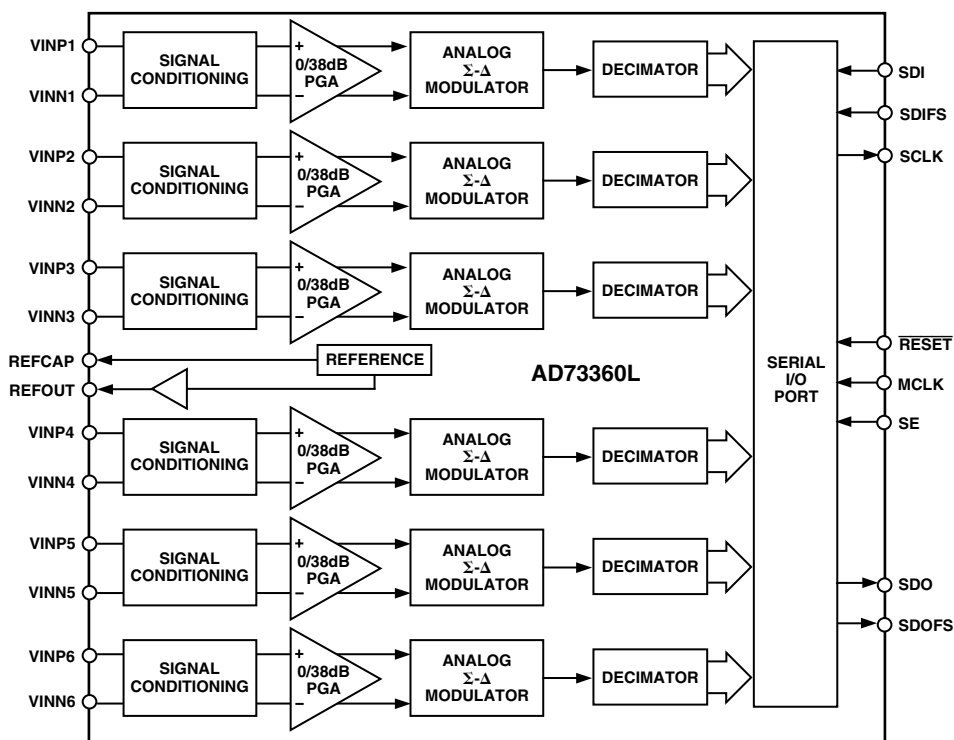 VINP1
VINN1
SIGNAL
CONDITIONING
+
0/38dB
PGA
−
ANALOG
Σ-Δ
MODULATOR
DECIMATOR
VINP2
VINN2
SIGNAL
CONDITIONING
+
0/38dB
PGA
−
ANALOG
Σ-Δ
MODULATOR
DECIMATOR
VINP3
VINN3
SIGNAL
CONDITIONING
+
0/38dB
PGA
−
ANALOG
Σ-Δ
MODULATOR
DECIMATOR
REFCAP
REFOUT
REFERENCE
AD73360L
VINP4
VINN4
SIGNAL
CONDITIONING
+
0/38dB
PGA
−
ANALOG
Σ-Δ
MODULATOR
DECIMATOR
VINP5
VINN5
SIGNAL
CONDITIONING
+
0/38dB
PGA
−
ANALOG
Σ-Δ
MODULATOR
DECIMATOR
VINP6
VINN6
SIGNAL
CONDITIONING
+
0/38dB
PGA
−
ANALOG
Σ-Δ
MODULATOR
DECIMATOR
SERIAL
I/O
PORT
SDI
SDIFS
SCLK
RESET
MCLK
SE
SDO
SDOFS